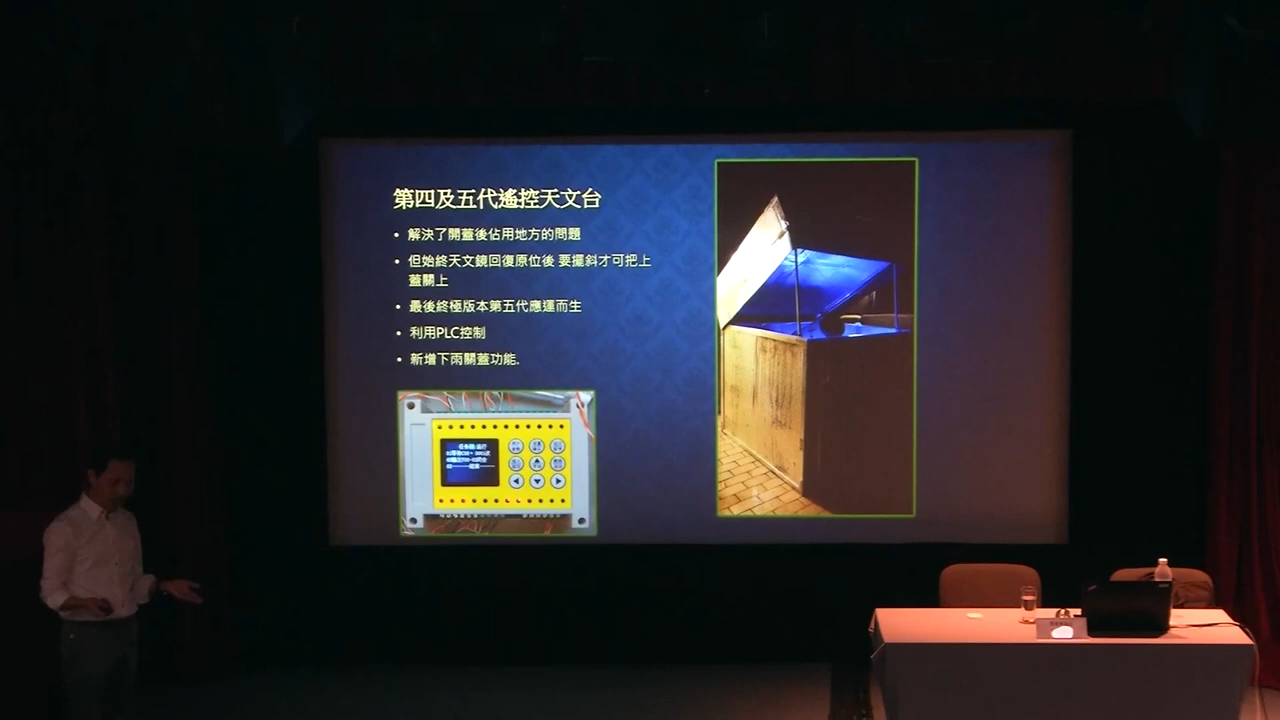 第四及五代遙控天文台
• 解決了開蓋後佔用地方的問題
• 但始終天文鏡回復原位後 要擺斜才可把上
蓋關上
• 最後終極版本第五代應運而生
• 利用PLC控制
• 新增下雨關蓋功能.